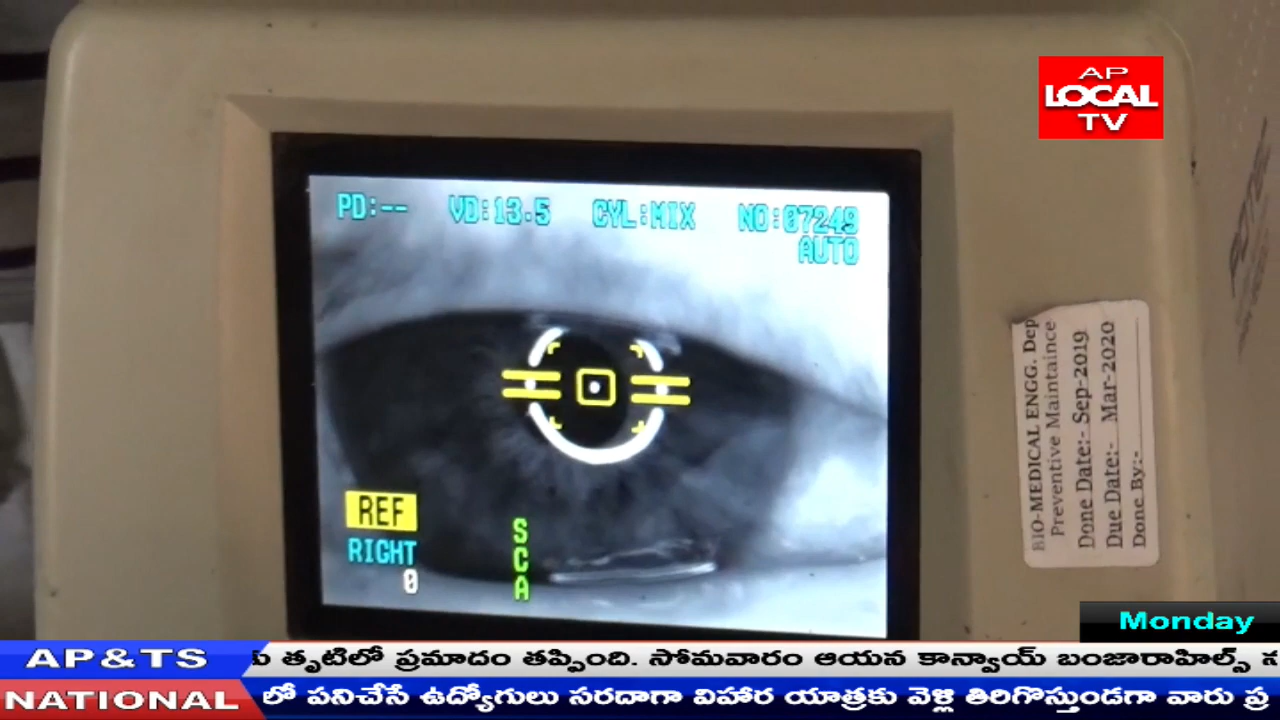 AP
LOCAL
TV
PD:-- VD:13.5 CYL:MIX NO:07249
AUTO
REF
RIGHT
0
S
C
A
BIO-MEDICAL ENGG. Dep
Preventive Maintaince
Done Date:- Sep-2019
Due Date:- Mar-2020
Done By:-
Monday
AP&TS
తృటిలో ప్రమాదం తప్పింది. సోమవారం ఆయన కాన్వాయ్ బంజారాహిల్స్
NATIONAL
లో పనిచేసే ఉద్యోగులు సరదాగా విహార యాత్రకు వెళ్లి తిరిగొస్తుండగా వారు ప్ర